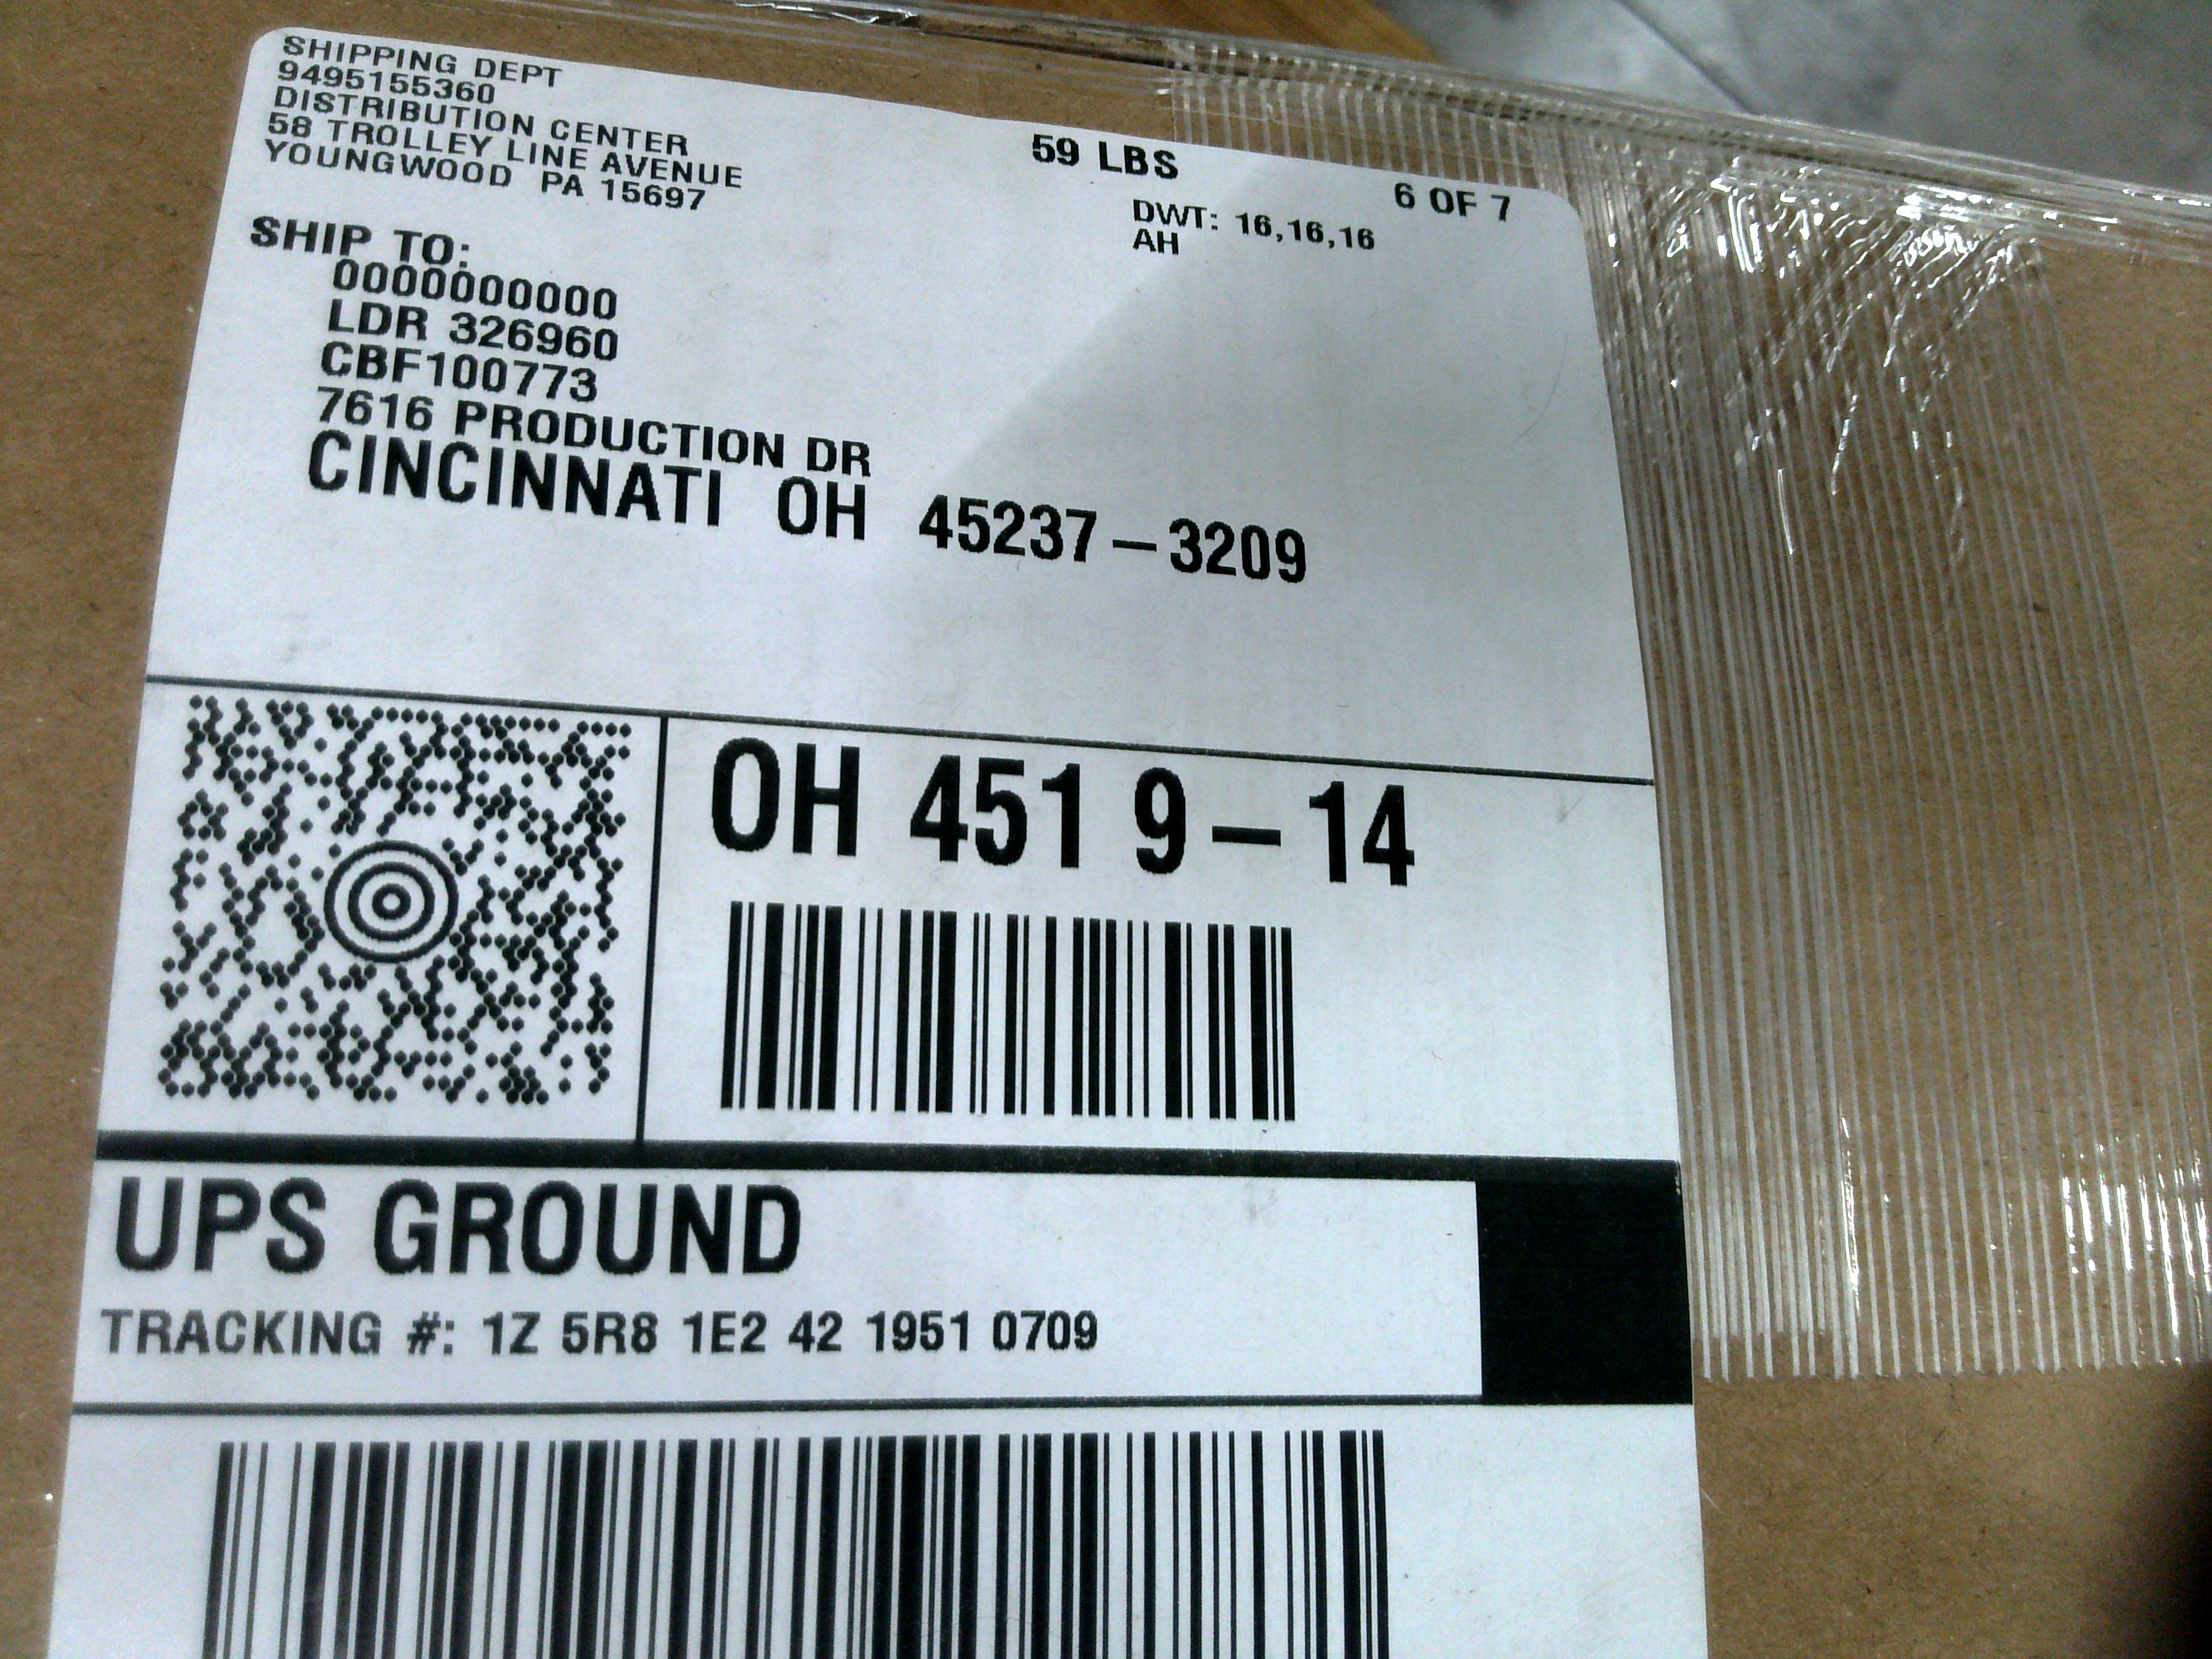 SHIPPING DEPT
9495155360
DISTRIBUTION CENTER
58 TROLLEY LINE AVENUE
YOUNGWOOD PA 15697
59 LBS
6 OF 7
DWT: 16,16,16
AH
SHIP TO:
0000000000
LDR 326960
CBF100773
7616 PRODUCTION DR
CINCINNATI OH 45237-3209
OH 451 9-14
UPS GROUND
TRACKING #: 1Z 5R8 1E2 42 1951 0709